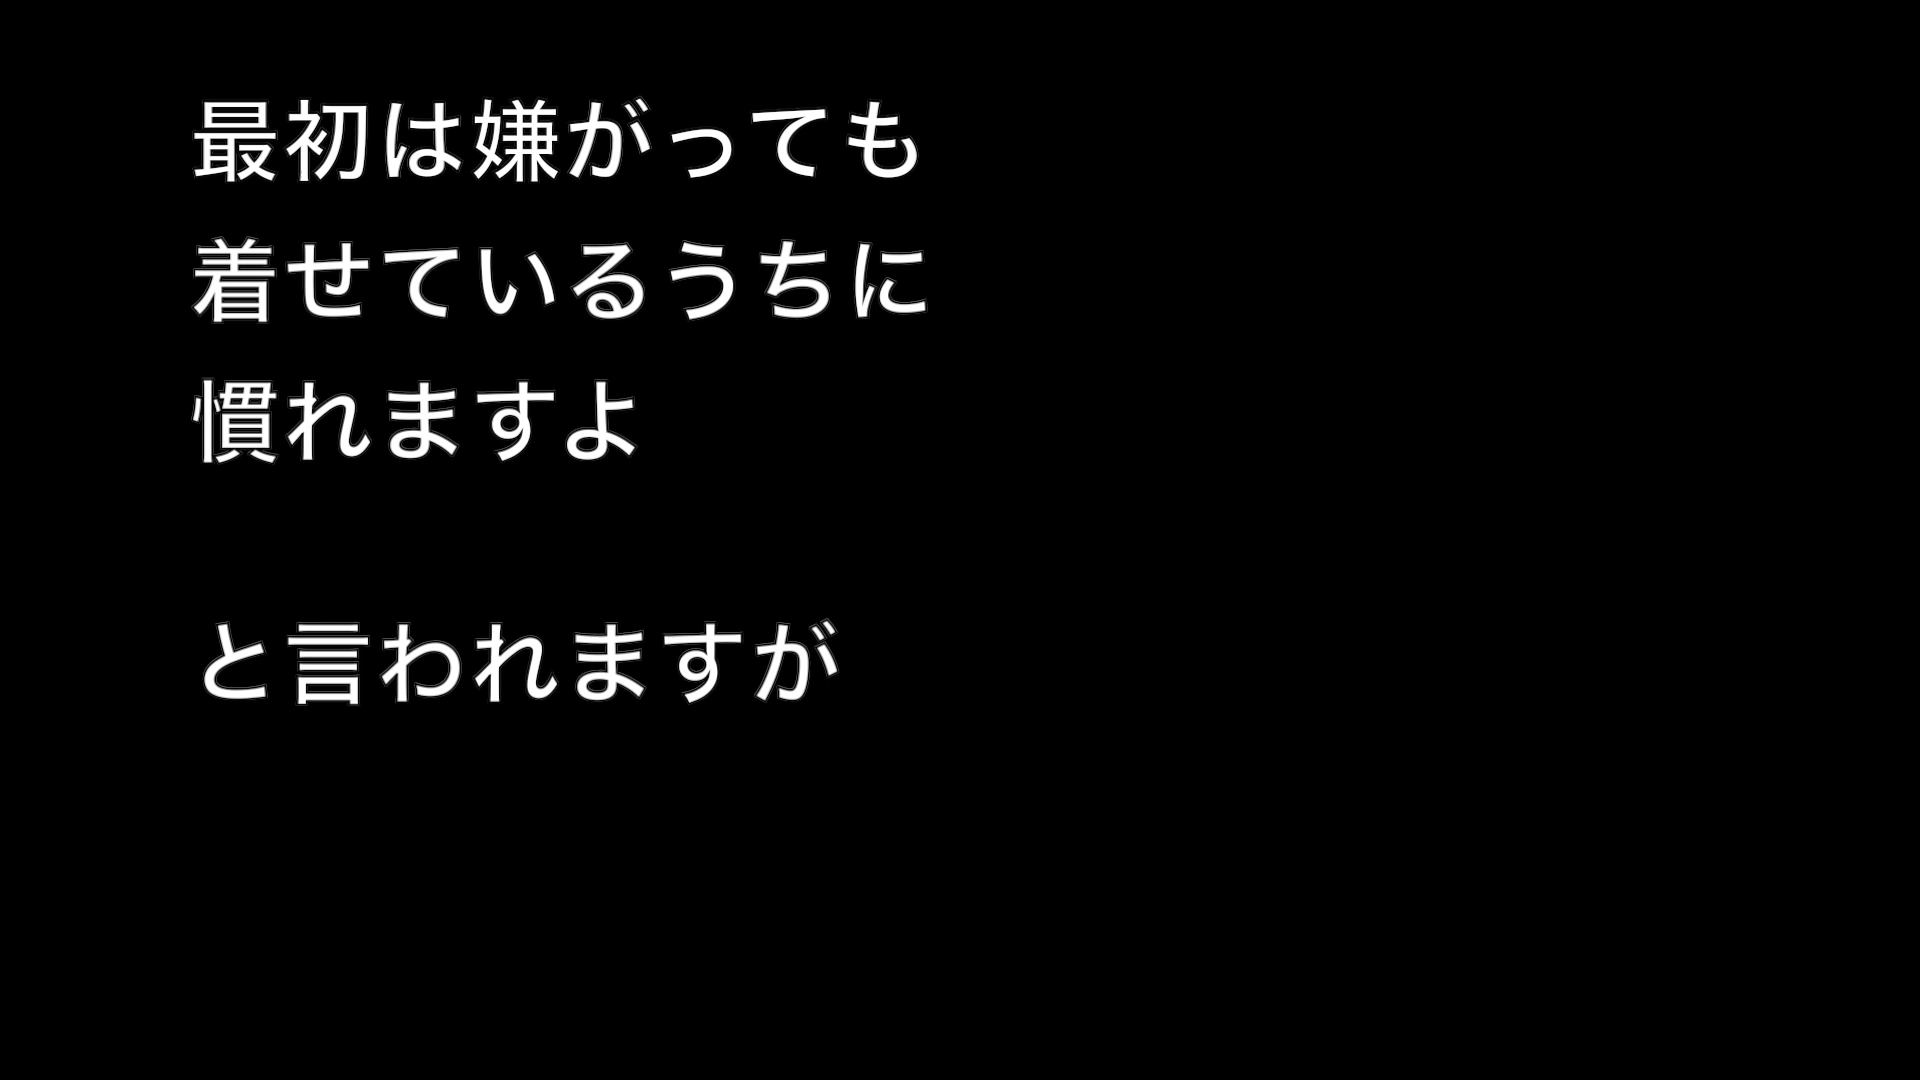 最初は嫌がっても
着せているうちに
慣れますよ
と言われますが